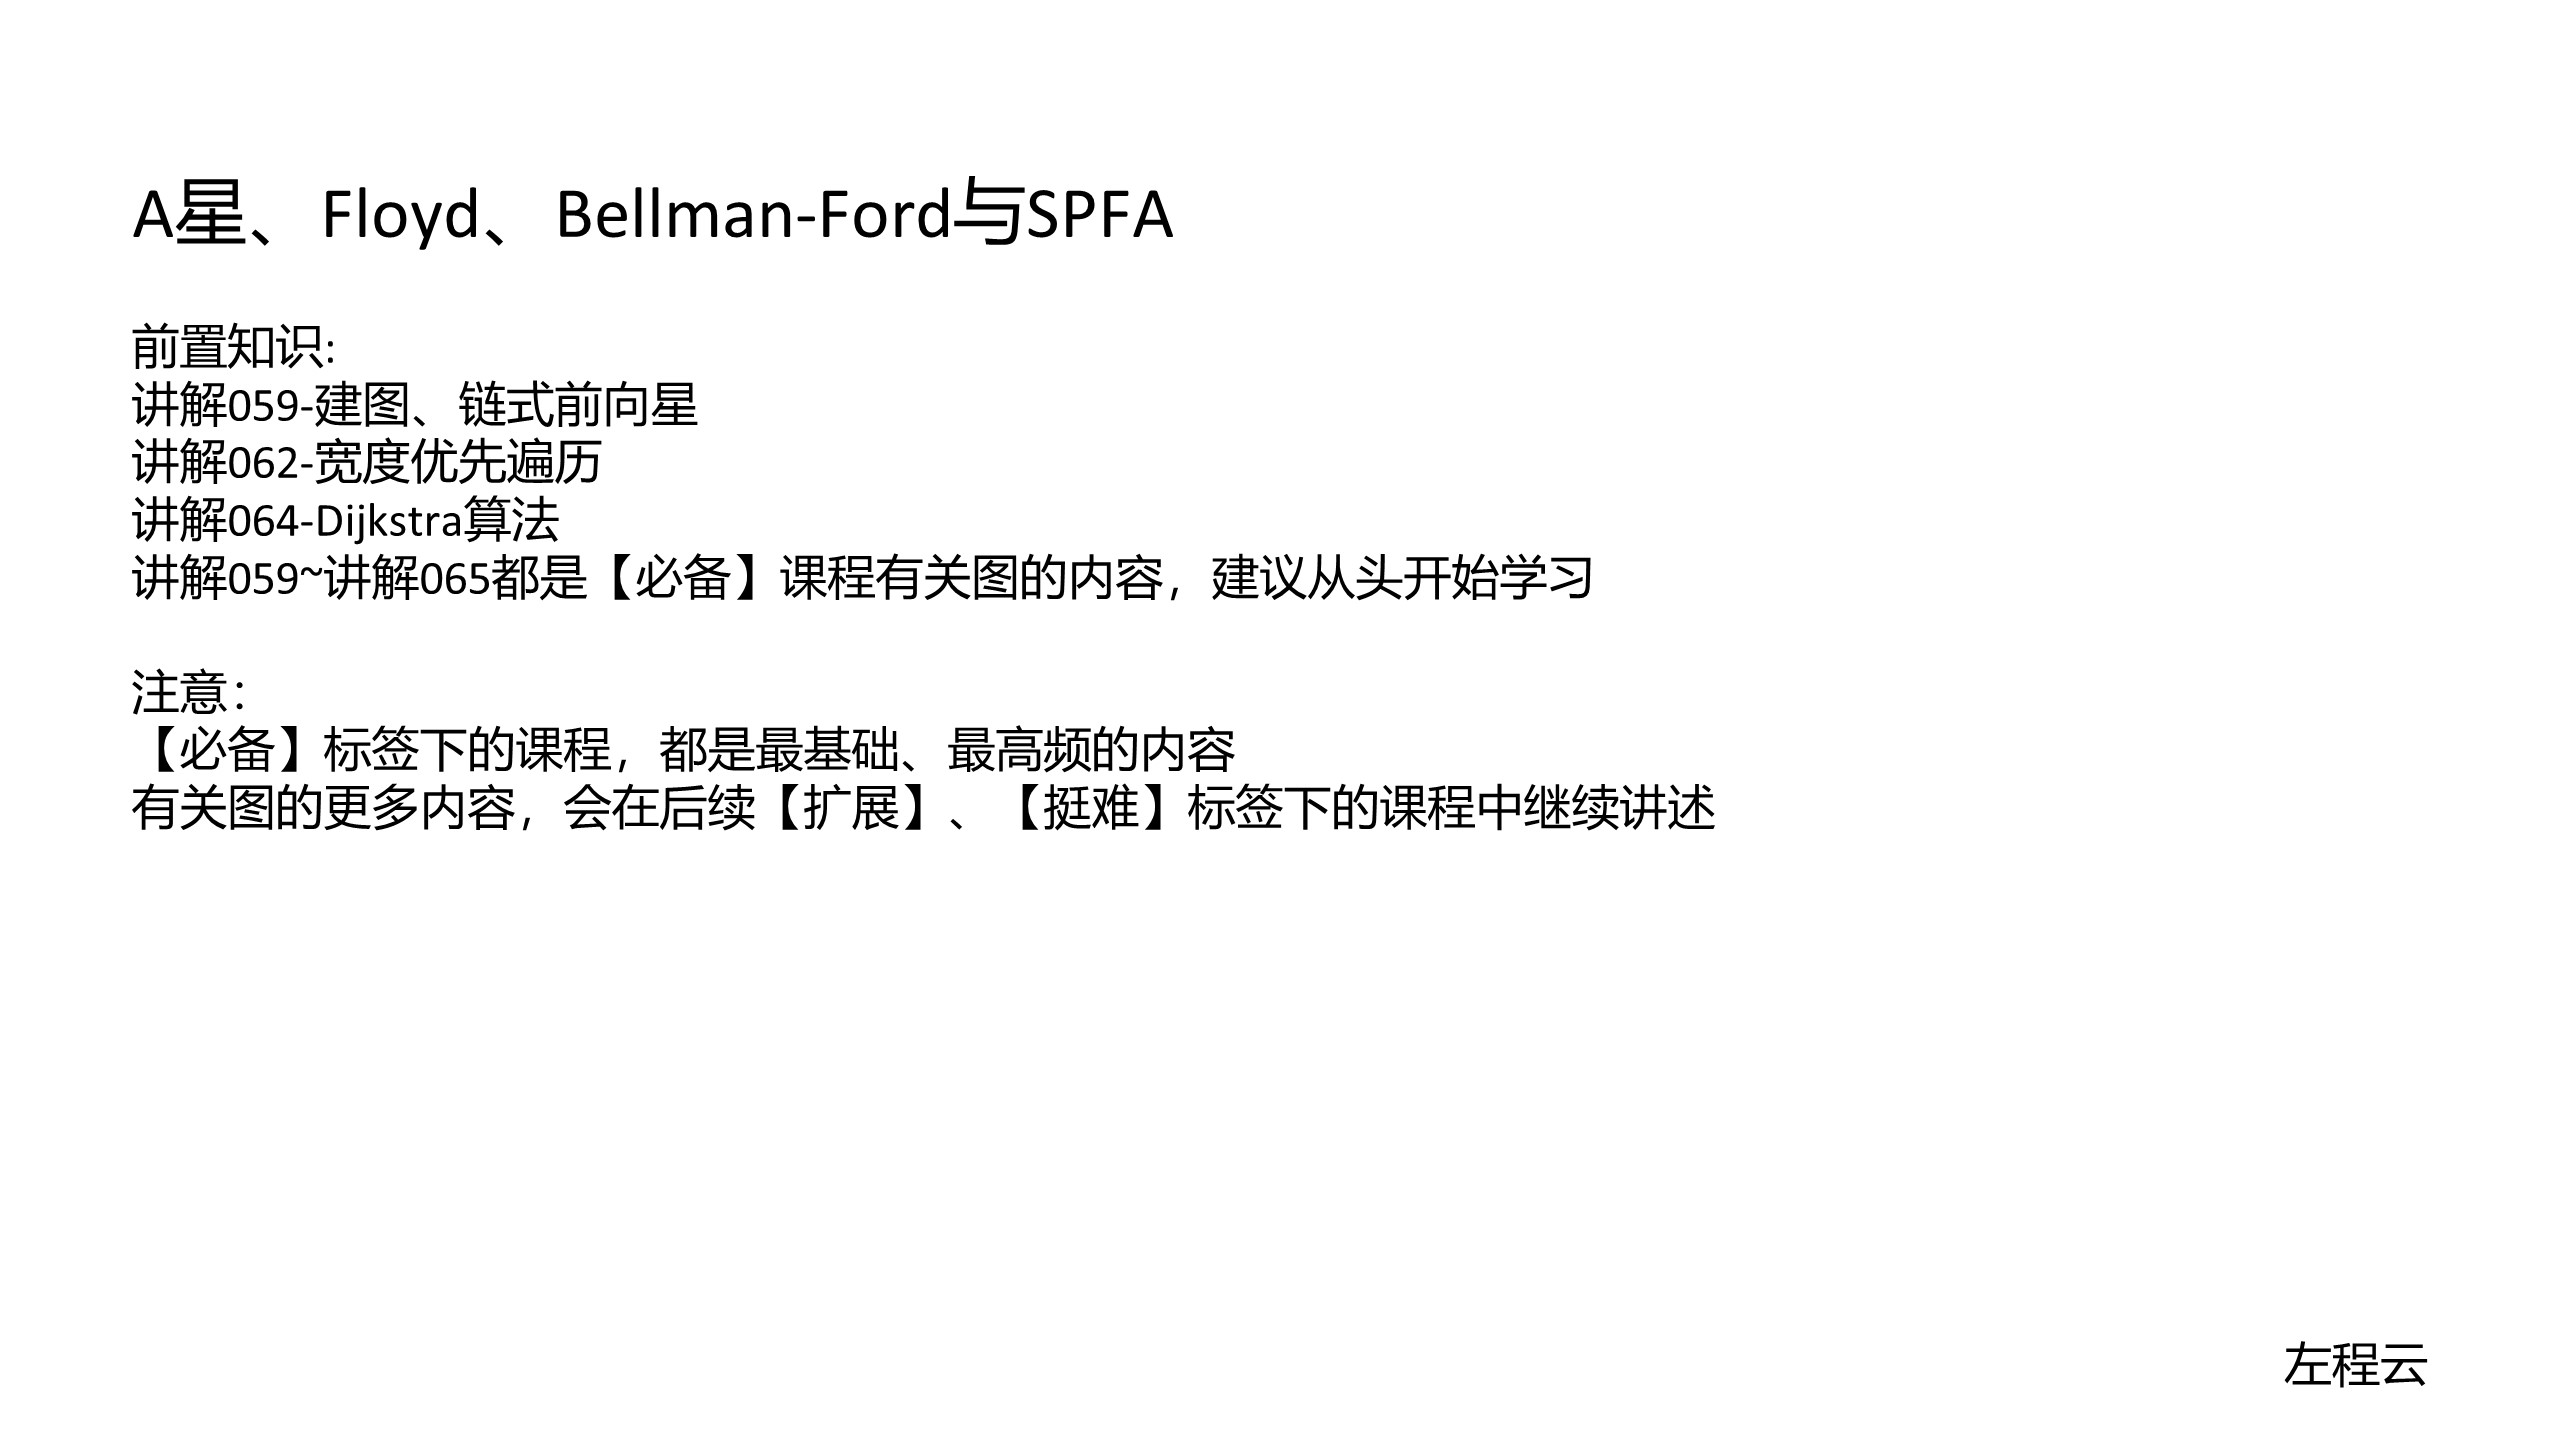 A星、Floyd、Bellman-Ford与SPFA
前置知识:
讲解059-建图、链式前向星
讲解062-宽度优先遍历
讲解064-Dijkstra算法
讲解059~讲解065都是【必备】课程有关图的内容，建议从头开始学习
注意：
【必备】标签下的课程，都是最基础、最高频的内容
有关图的更多内容，会在后续【扩展】、【挺难】标签下的课程中继续讲述
左程云